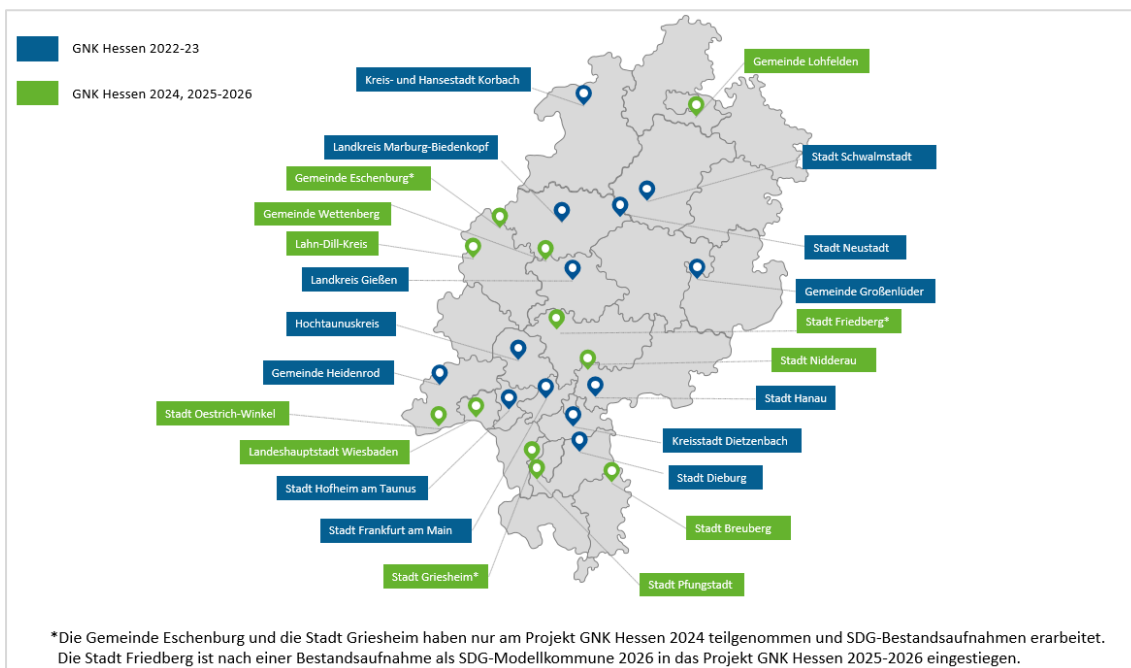 GNK Hessen 2022-23
GNK Hessen 2024, 2025-2026
Gemeinde Lohfelden
Kreis- und Hansestadt Korbach
Landkreis Marburg-Biedenkopf
Stadt Schwalmstadt
Gemeinde Eschenburg*
Gemeinde Wettenberg
Lahn-Dill-Kreis
Stadt Neustadt
Landkreis Gießen
Gemeinde Großenlüder
Hochtaunuskreis
Stadt Friedberg*
Stadt Nidderau
Gemeinde Heidenrod
Stadt Hanau
Stadt Oestrich-Winkel
Kreisstadt Dietzenbach
Landeshauptstadt Wiesbaden
Stadt Dieburg
Stadt Hofheim am Taunus
Stadt Frankfurt am Main
Stadt Breuberg
Stadt Griesheim*
Stadt Pfungstadt
*Die Gemeinde Eschenburg und die Stadt Griesheim haben nur am Projekt GNK Hessen 2024 teilgenommen und SDG-Bestandsaufnahmen erarbeitet.
Die Stadt Friedberg ist nach einer Bestandsaufnahme als SDG-Modellkommune 2026 in das Projekt GNK Hessen 2025-2026 eingestiegen.